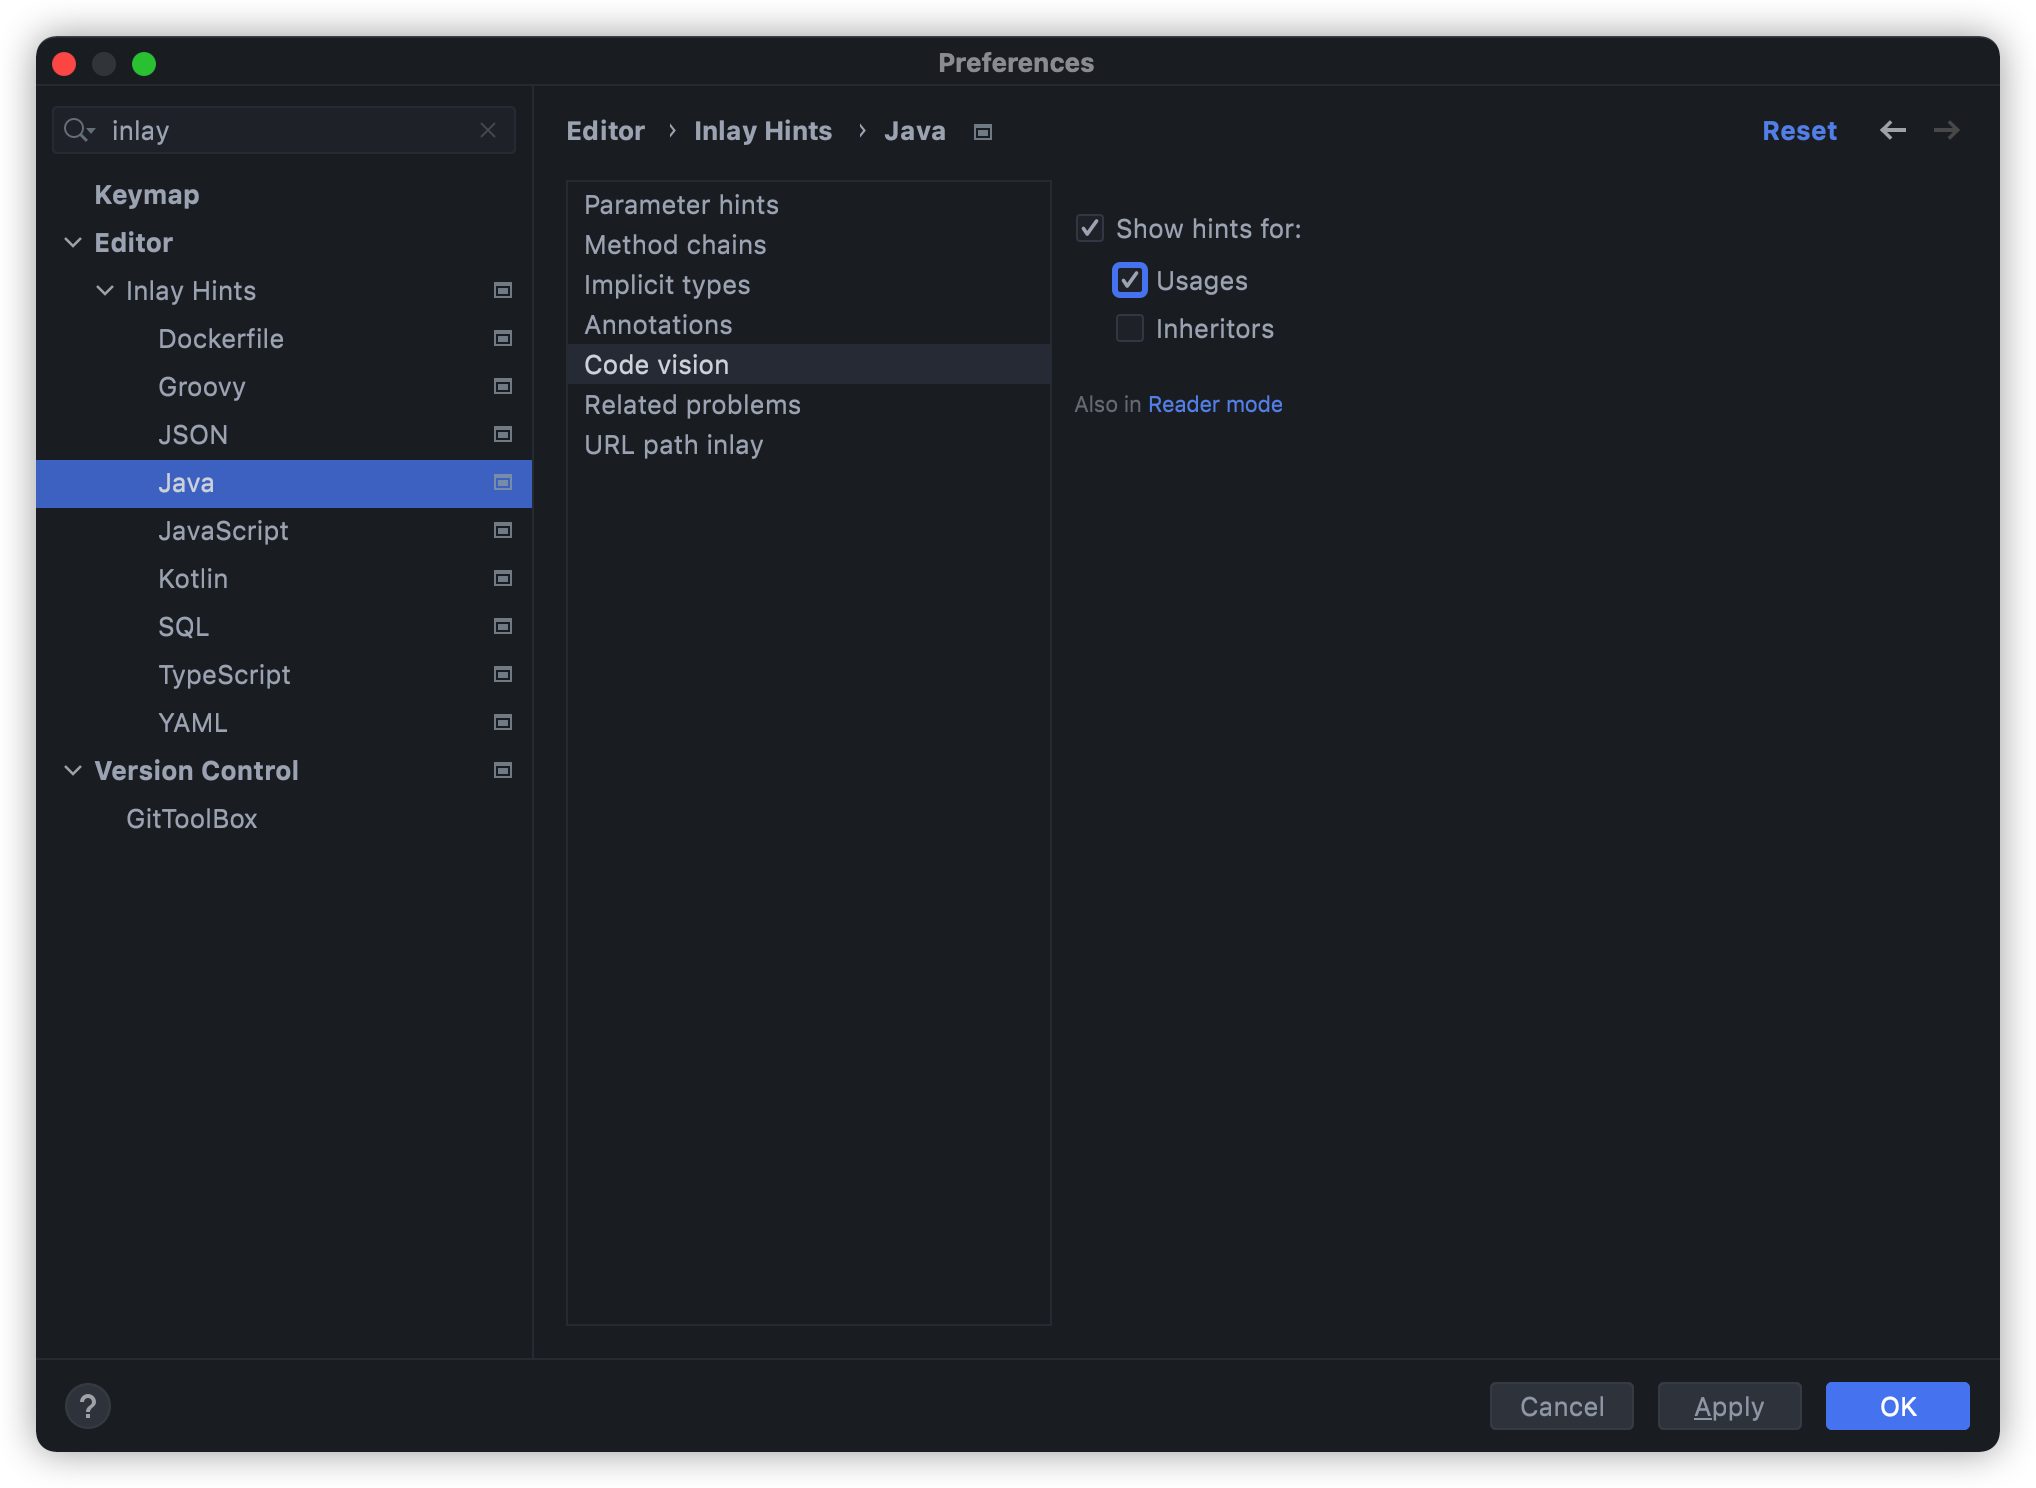 Preferences
inlay
Keymap
Editor
Inlay Hints
Dockerfile
Groovy
JSON
Java
JavaScript
Kotlin
SQL
TypeScript
YAML
Version Control
GitToolBox
Editor › Inlay Hints › Java
Reset
Parameter hints
Method chains
Implicit types
Annotations
Code vision
Related problems
URL path inlay
Show hints for:
Usages
Inheritors
Also in Reader mode
?
Cancel
Apply
OK